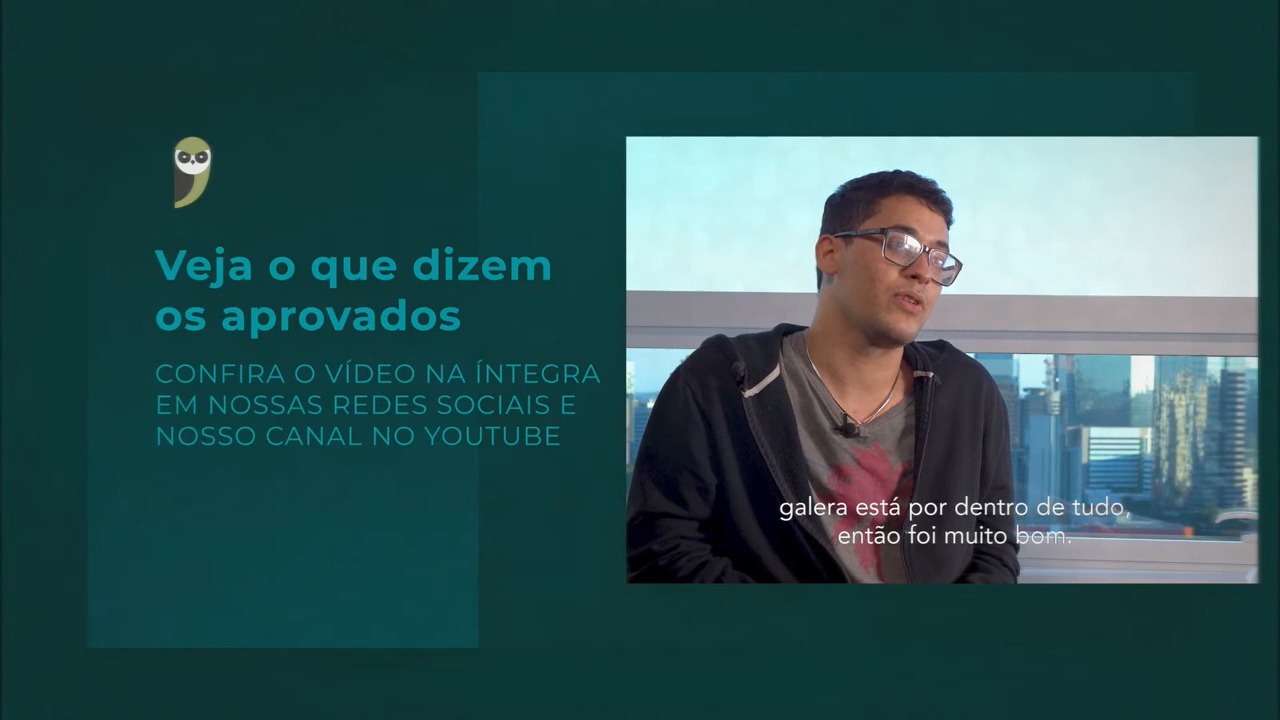 Veja o que dizem
os aprovados
CONFIRA O VÍDEO NA ÍNTEGRA
EM NOSSAS REDES SOCIAIS E
NOSSO CANAL NO YOUTUBE
galera está por dentro de tudo,
então foi muito bom.